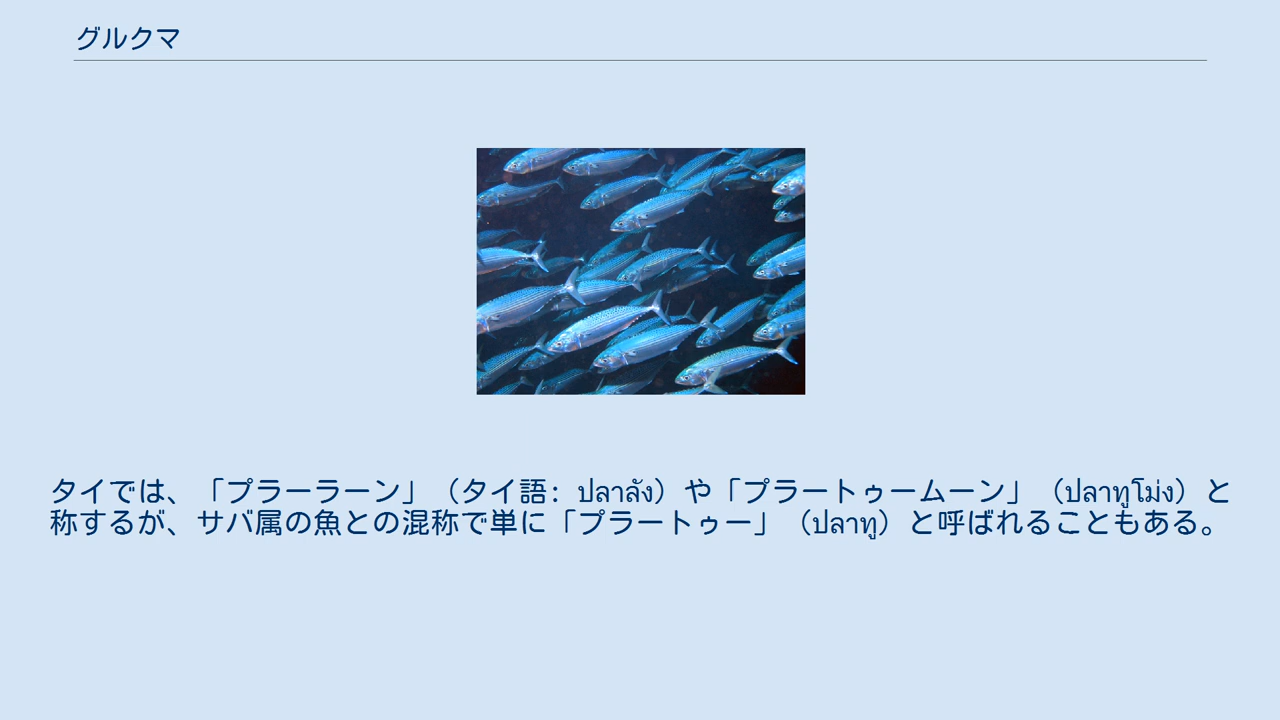 グルクマ
タイでは、「プラーラーン」（タイ語: ปลาลัง）や「プラートゥームーン」（ปลาทูโม่ง）と
称するが、サバ属の魚との混称で単に「プラートゥー」（ปลาทู）と呼ばれることもある。